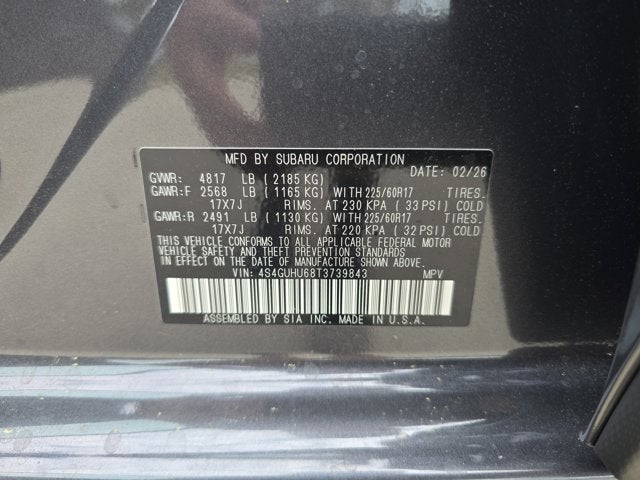 MFD BY SUBARU CORPORATION DATE: 02/26
GVWR: 4817 LB ( 2185 KG)
GAWR:F 2568 LB ( 1165 KG) WITH 225/60R17 TIRES.
17X7J RIMS. AT 230 KPA ( 33 PSI) COLD
GAWR:R 2491 LB ( 1130 KG) WITH 225/60R17 TIRES.
17X7J RIMS. AT 220 KPA ( 32 PSI) COLD
THIS VEHICLE CONFORMS TO ALL APPLICABLE FEDERAL MOTOR
VEHICLE SAFETY AND THEFT PREVENTION STANDARDS
IN EFFECT ON THE DATE OF MANUFACTURE SHOWN ABOVE.
VIN: 4S4GUHU68T3739843 MPV
ASSEMBLED BY SIA INC. MADE IN U.S.A.